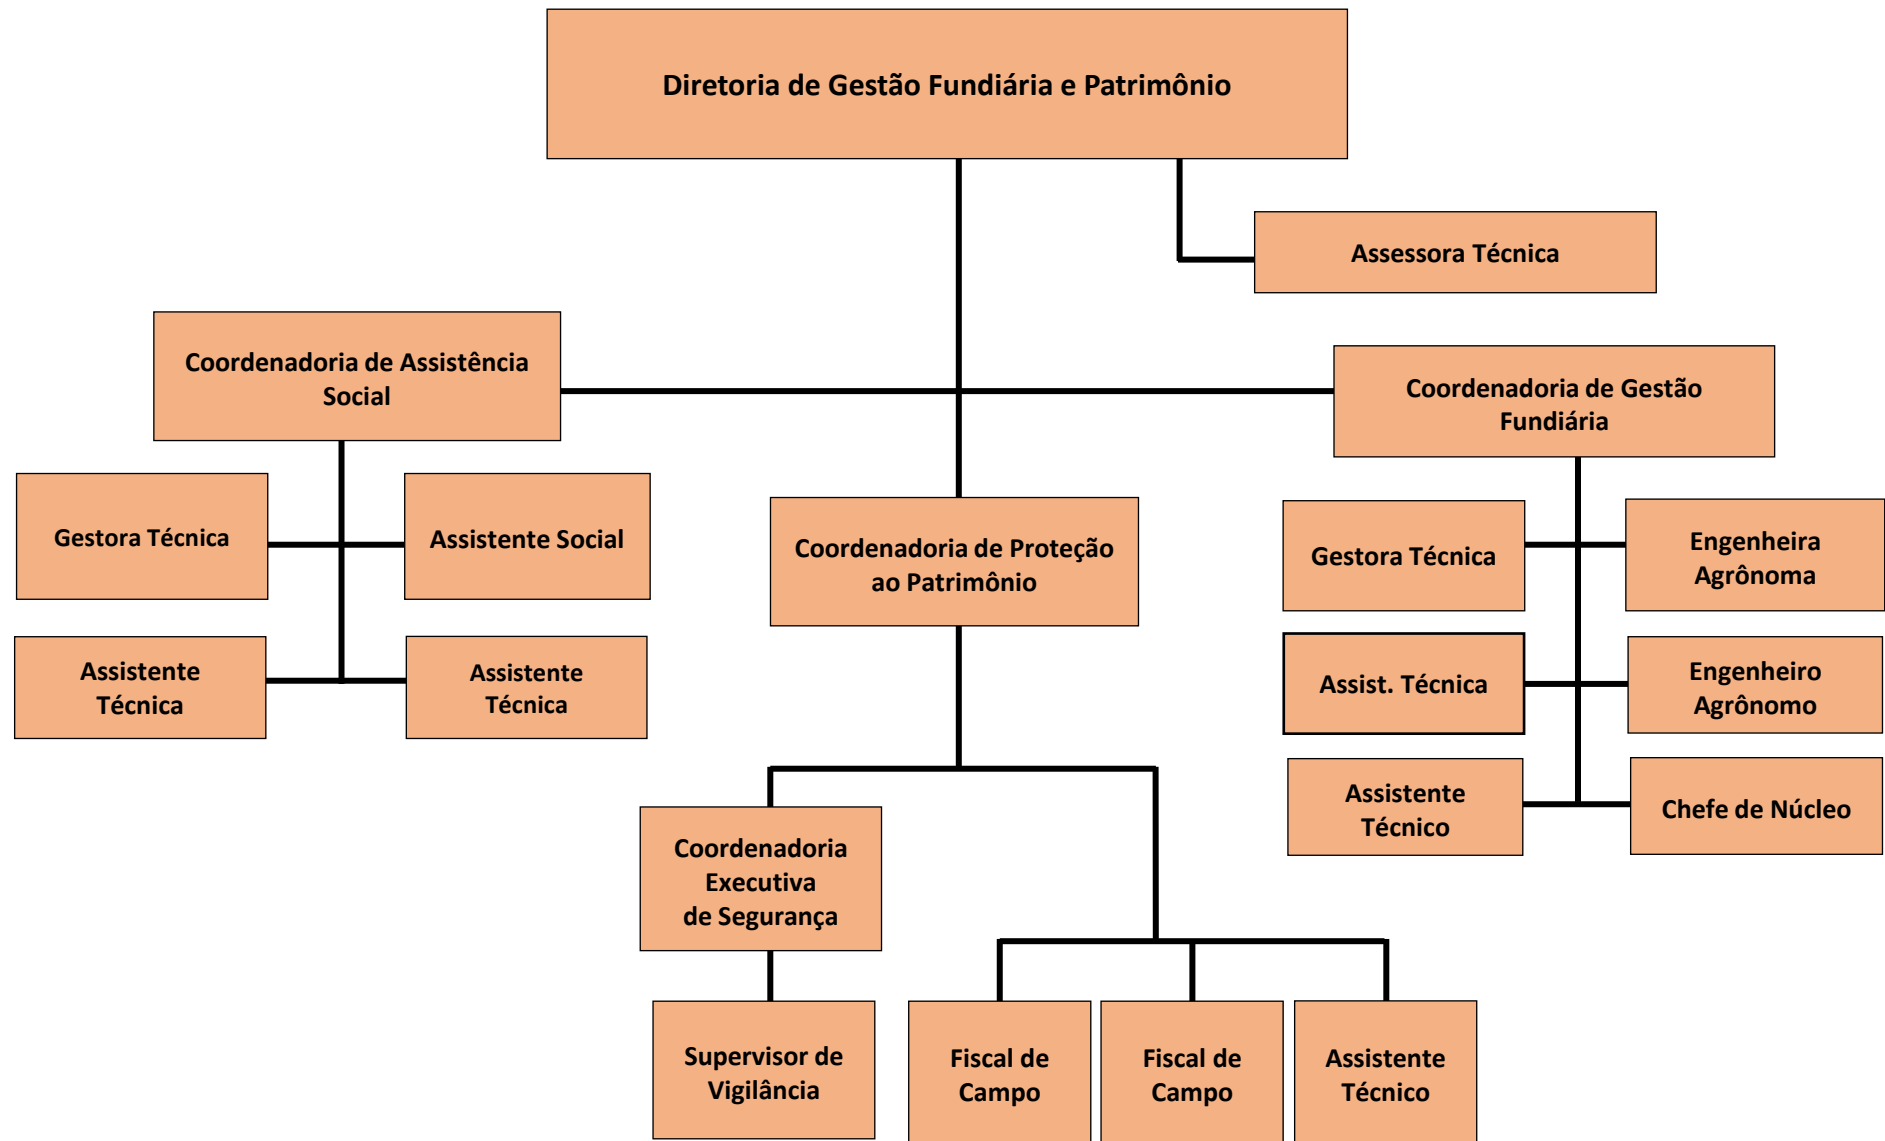 Diretoria de Gestão Fundiária e Patrimônio
Assessora Técnica
Coordenadoria de Assistência
Social
Coordenadoria de Gestão
Fundiária
Gestora Técnica
Assistente Social
Assistente
Técnica
Assistente
Técnica
Coordenadoria de Proteção
ao Patrimônio
Gestora Técnica
Engenheira
Agrônoma
Assist. Técnica
Engenheiro
Agrônomo
Assistente
Técnico
Chefe de Núcleo
Coordenadoria
Executiva
de Segurança
Supervisor de
Vigilância
Fiscal de
Campo
Fiscal de
Campo
Assistente
Técnico